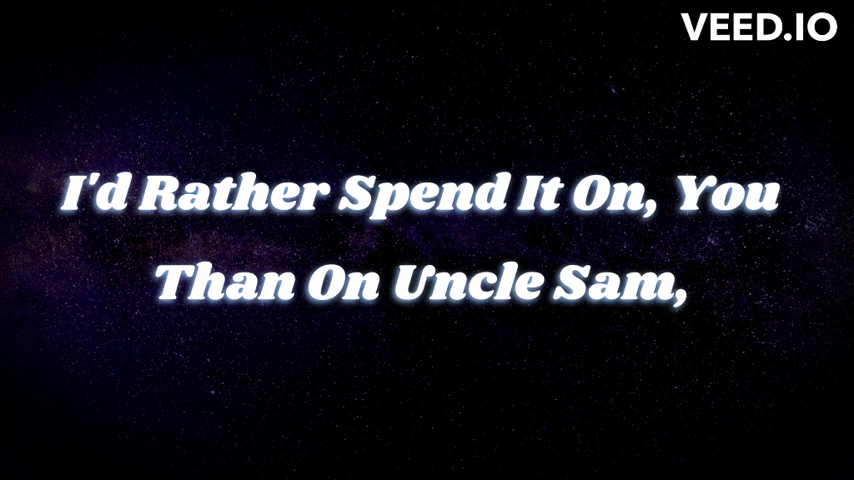 VEED.IO
I'd Rather Spend It On, You
Than On Uncle Sam,